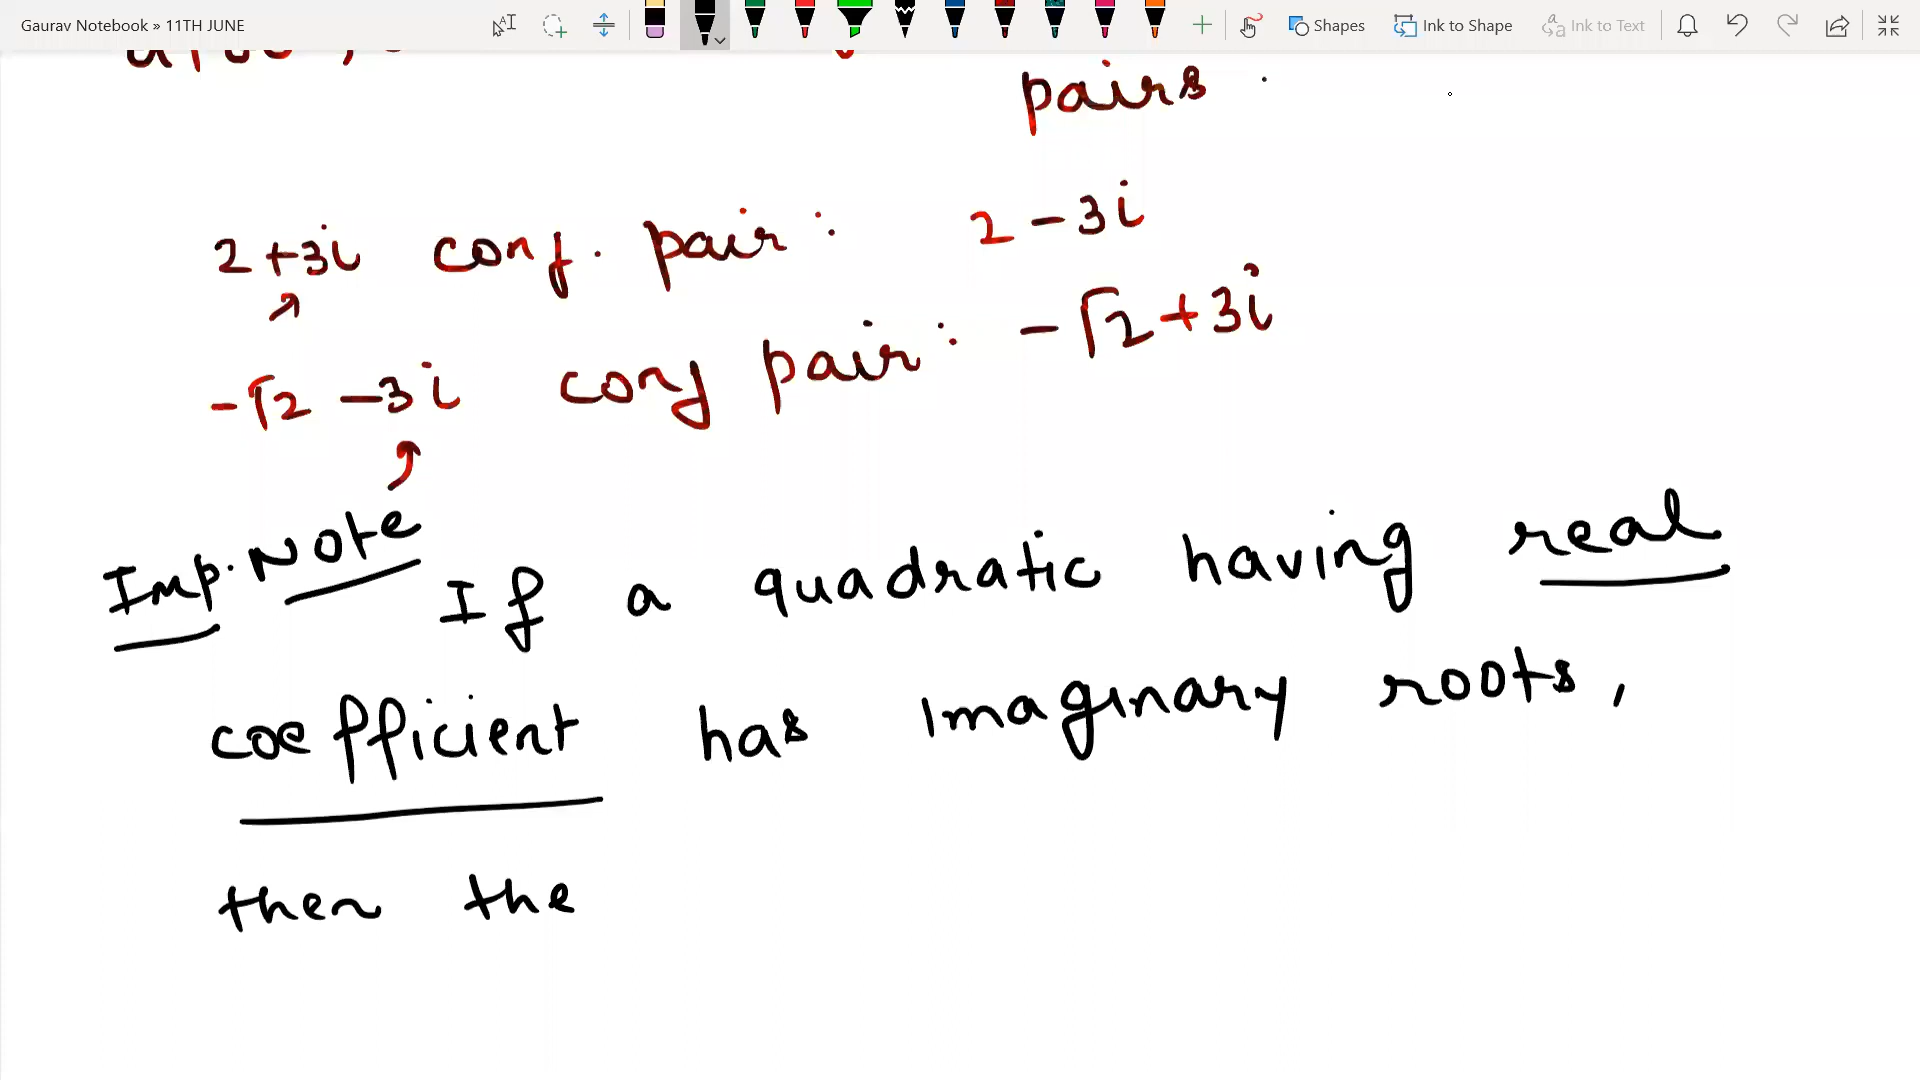 Gaurav Notebook » 11TH JUNE
Shapes
Ink to Shape
Ink to Text
pairs.
2+3i conj. pair: 2-3i
-√2-3i conj pair: -√2+3i
Imp. Note If a quadratic having real
coefficient has imaginary roots,
then the